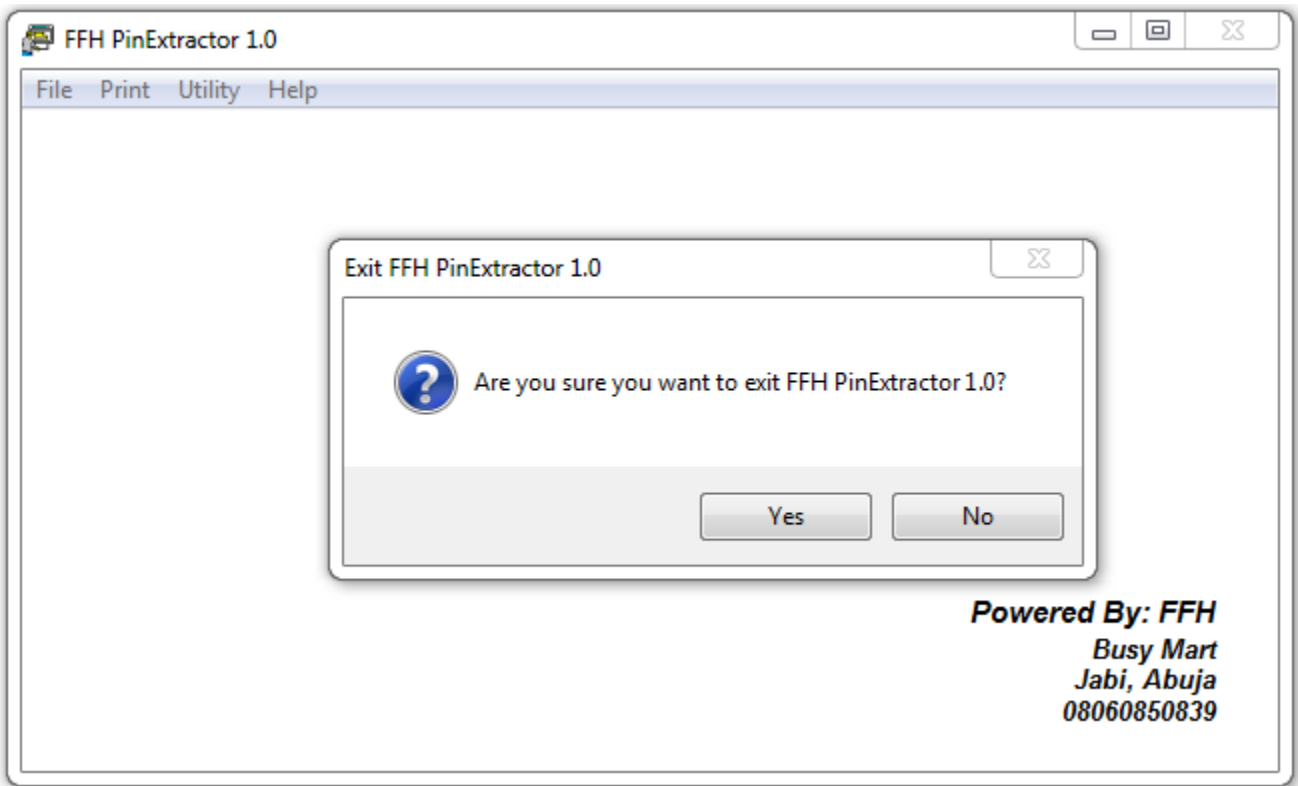 FFH PinExtractor 1.0
File Print Utility Help
Exit FFH PinExtractor 1.0
Are you sure you want to exit FFH PinExtractor 1.0?
Yes No
Powered By: FFH
Busy Mart
Jabi, Abuja
08060850839